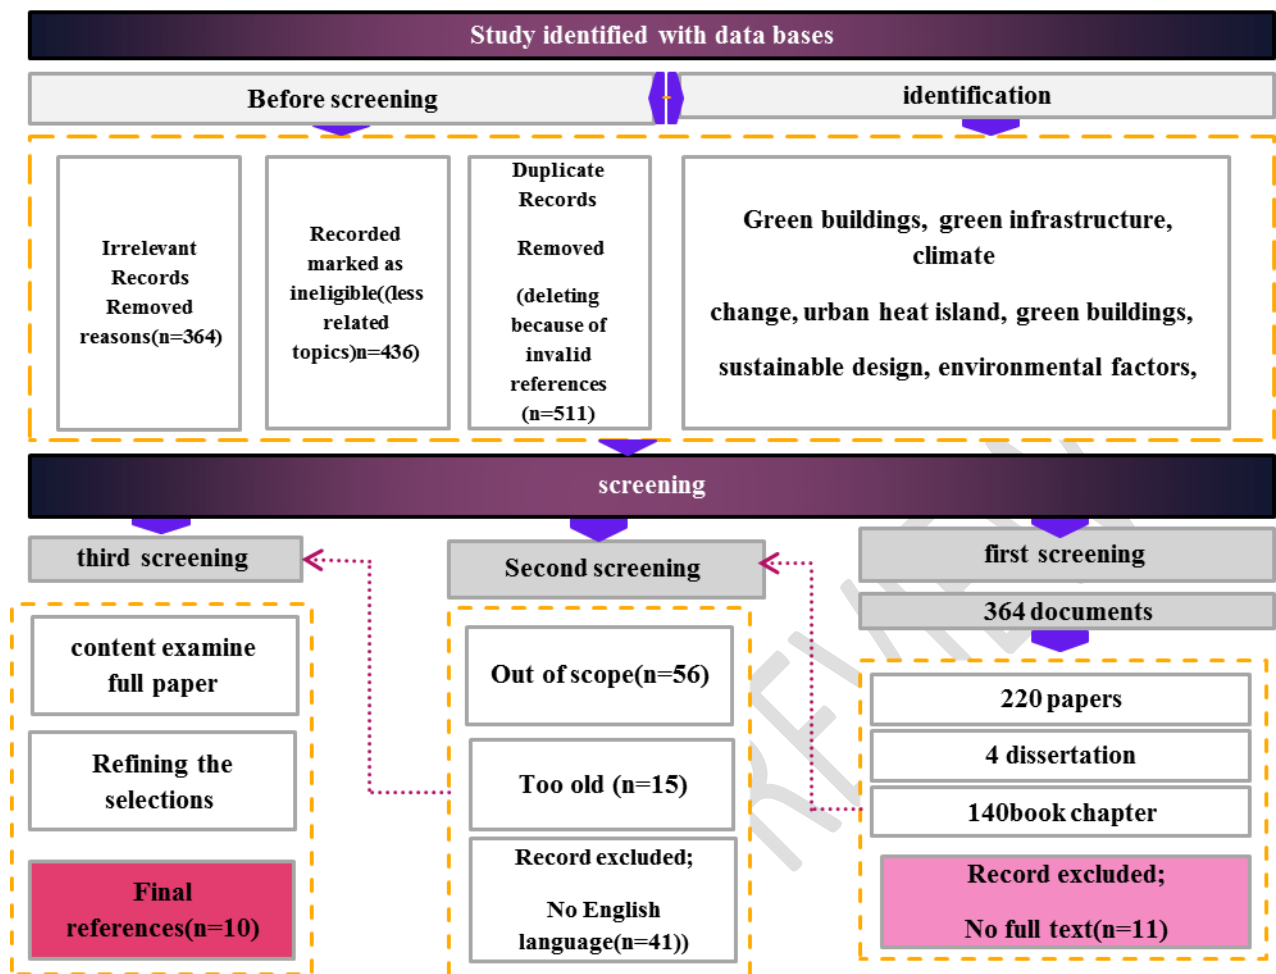 Study identified with data bases
Before screening
identification
Irrelevant
Records
Removed
reasons(n=364)
Recorded
marked as
ineligible((less
related
topics)n=436)
Duplicate
Records
Removed
(deleting
because of
invalid
references
(n=511)
Green buildings, green infrastructure,
climate
change, urban heat island, green buildings,
sustainable design, environmental factors,
screening
third screening
content examine
full paper
Refining the
selections
Final
references(n=10)
Second screening
Out of scope(n=56)
Too old (n=15)
Record excluded;
No English
language(n=41))
first screening
364 documents
220 papers
4 dissertation
140book chapter
Record excluded;
No full text(n=11)
REVIEW